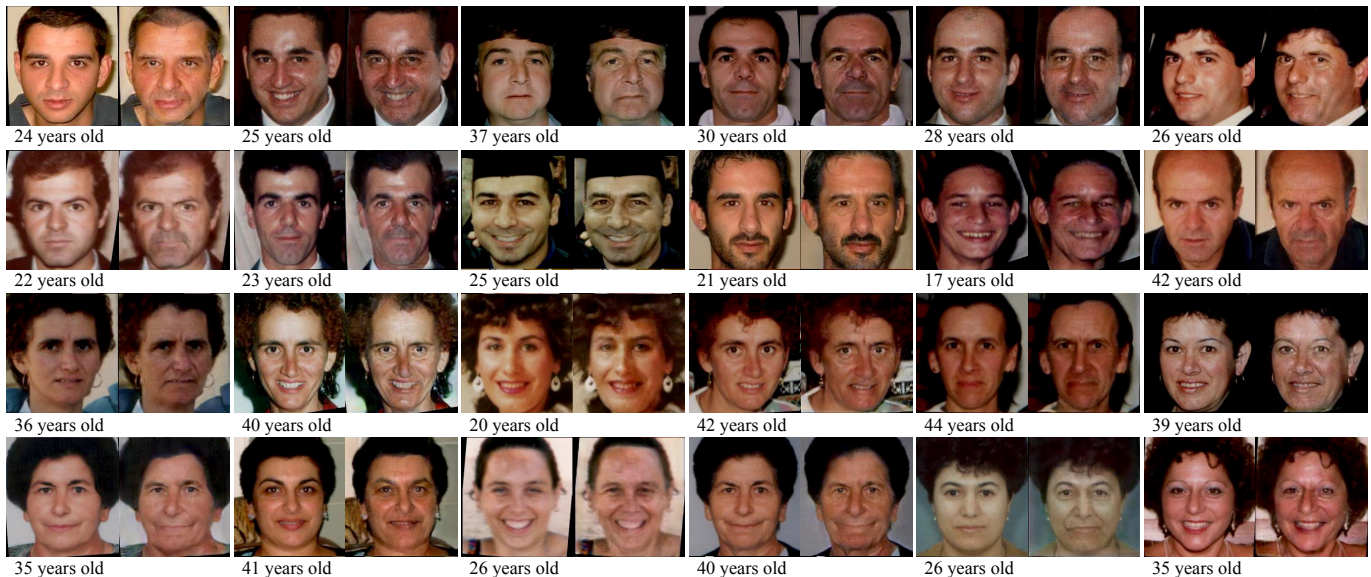 24 years old
25 years old
37 years old
30 years old
28 years old
26 years old
22 years old
23 years old
25 years old
21 years old
17 years old
42 years old
36 years old
40 years old
20 years old
42 years old
44 years old
39 years old
35 years old
41 years old
26 years old
40 years old
26 years old
35 years old